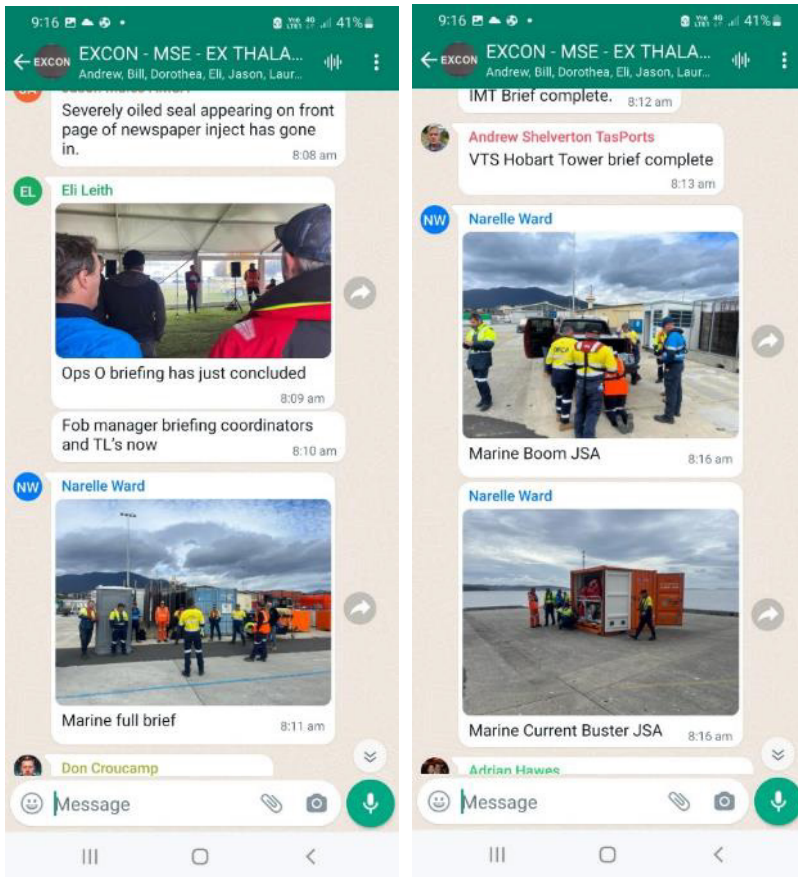 9:16
41%
EXCON
EXCON - MSE - EX THALA...
Andrew, Bill, Dorothea, Eli, Jason, Laur...
Severely oiled seal appearing on front
page of newspaper inject has gone
in.
8:08 am
EL
Eli Leith
Ops O briefing has just concluded
8:09 am
Fob manager briefing coordinators
and TL's now
8:10 am
NW
Narelle Ward
Marine full brief
8:11 am
Don Croucamp
Message
9:16
41%
EXCON
EXCON - MSE - EX THALA...
Andrew, Bill, Dorothea, Eli, Jason, Laur...
IMT Brief complete.
8:12 am
Andrew Shelverton TasPorts
VTS Hobart Tower brief complete
8:13 am
NW
Narelle Ward
Marine Boom JSA
8:16 am
Narelle Ward
Marine Current Buster JSA
8:16 am
Adrian Hawes
Message